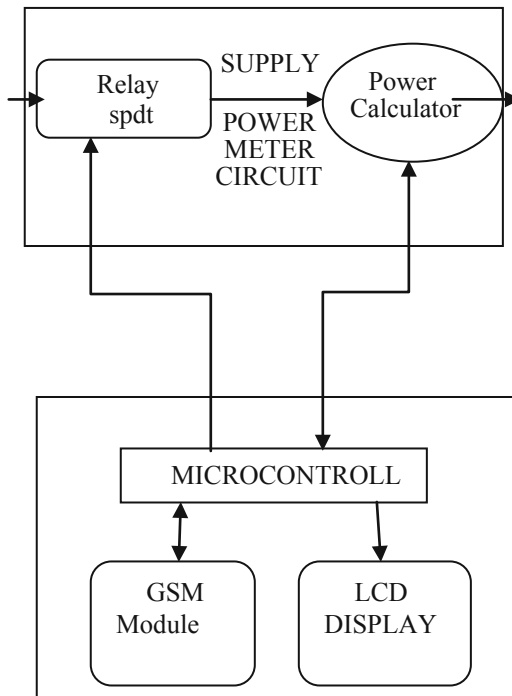 Relay
spdt
SUPPLY
POWER
METER
CIRCUIT
Power
Calculator
MICROCONTROLL
GSM
Module
LCD
DISPLAY